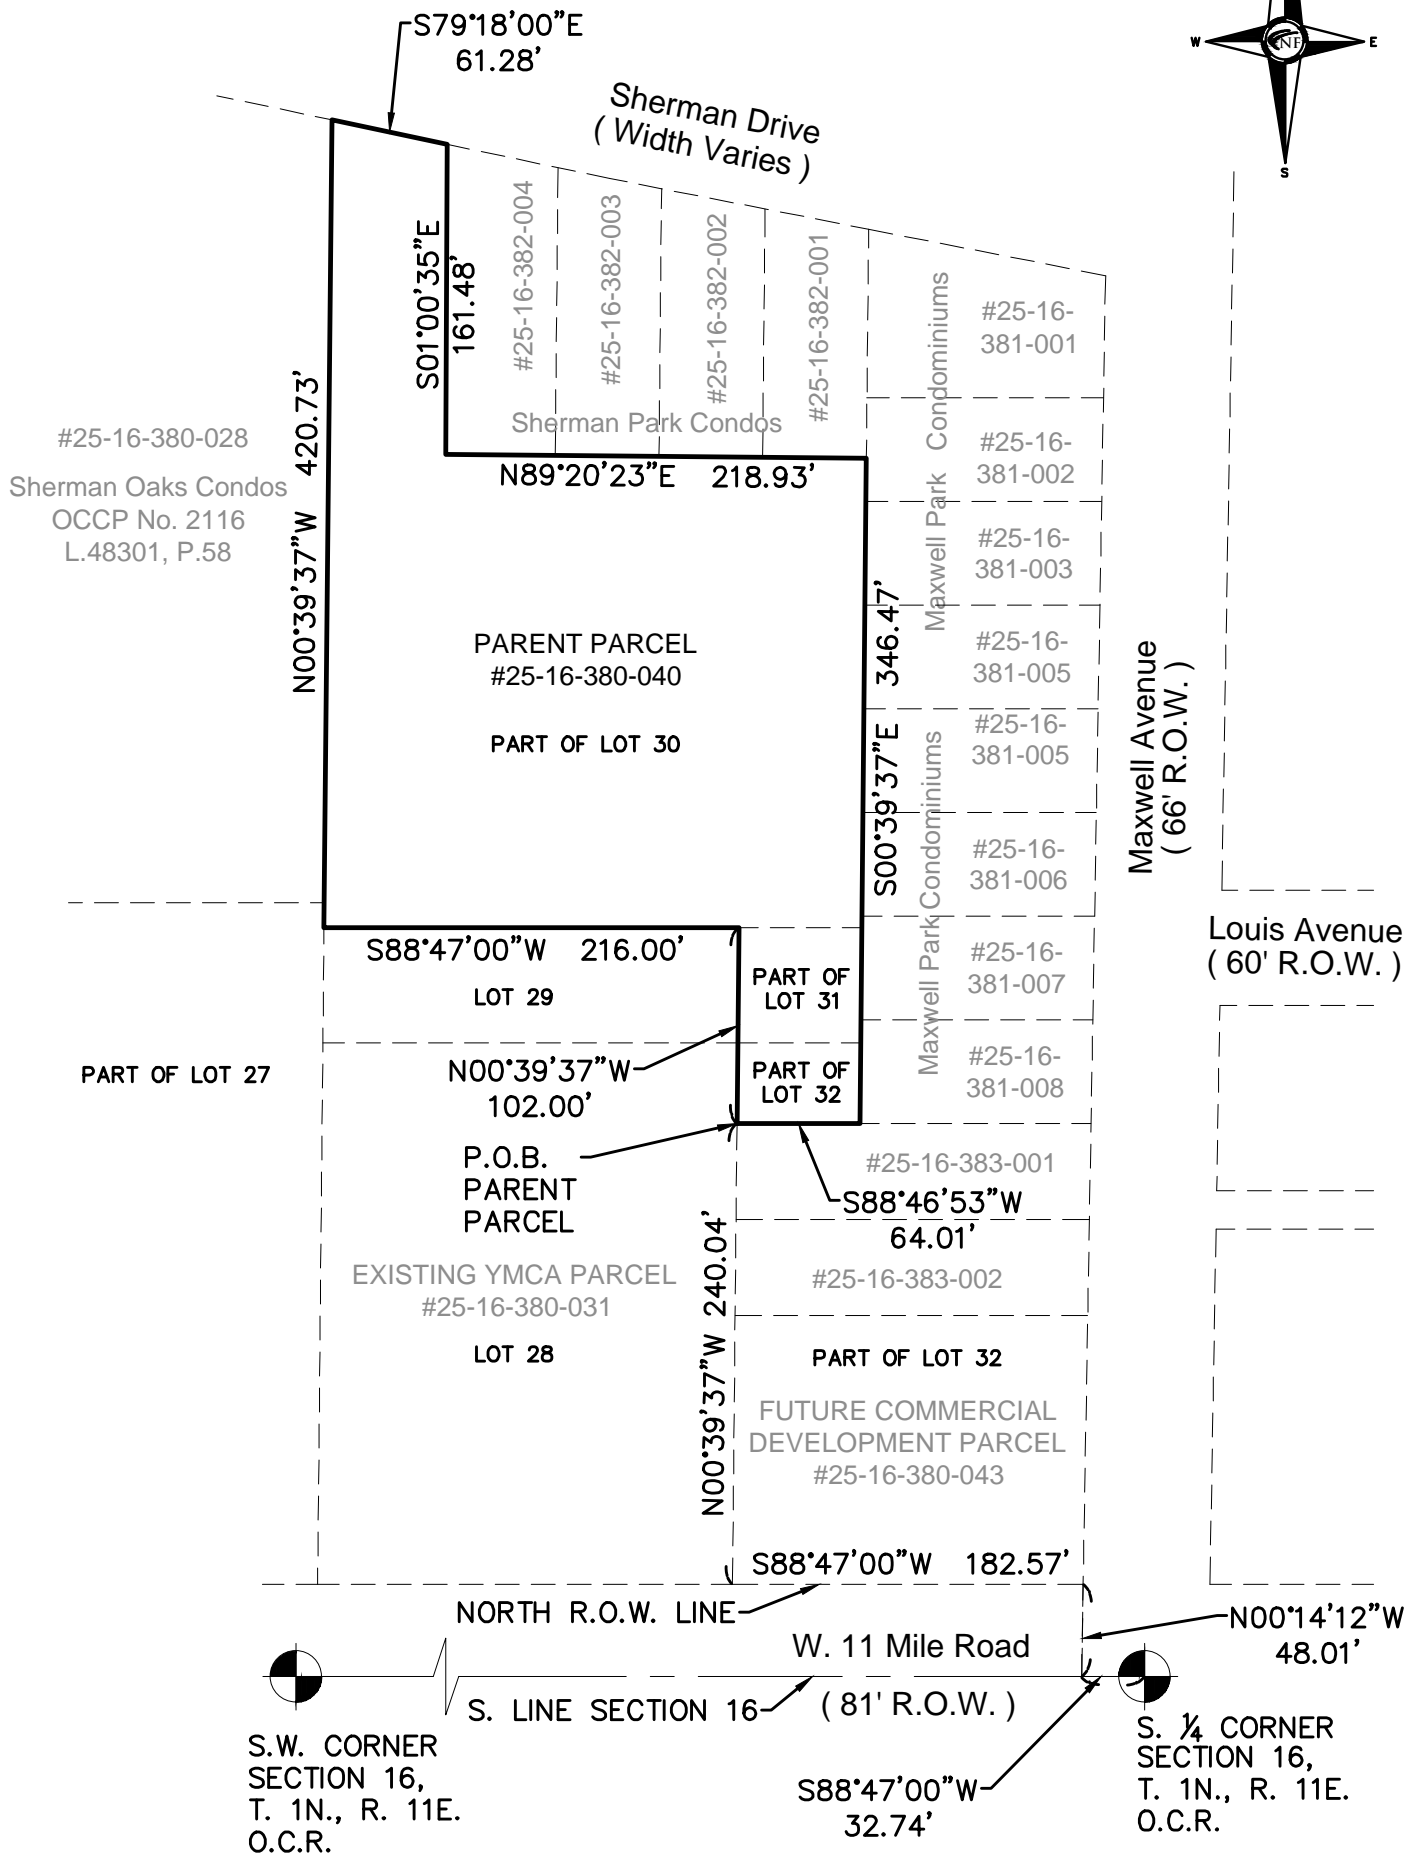 S79°18'00"E
61.28'
W
NF
E
S
Sherman Drive
( Width Varies )
S01°00'35"E
161.48'
#25-16-382-004
#25-16-382-003
#25-16-382-002
#25-16-382-001
Sherman Park Condos
#25-16-
381-001
#25-16-
381-002
#25-16-
381-003
#25-16-
381-005
#25-16-
381-005
#25-16-
381-006
#25-16-
381-007
#25-16-
381-008
Maxwell Park Condominiums
Maxwell Park Condominiums
#25-16-380-028
Sherman Oaks Condos
OCCP No. 2116
L.48301, P.58
N00°39'37"W 420.73'
N89°20'23"E 218.93'
PARENT PARCEL
#25-16-380-040
PART OF LOT 30
S00°39'37"E 346.47'
Maxwell Avenue
( 66' R.O.W. )
Louis Avenue
( 60' R.O.W. )
S88°47'00"W 216.00'
LOT 29
PART OF
LOT 31
PART OF LOT 27
N00°39'37"W
102.00'
PART OF
LOT 32
P.O.B.
PARENT
PARCEL
#25-16-383-001
S88°46'53"W
64.01'
#25-16-383-002
EXISTING YMCA PARCEL
#25-16-380-031
LOT 28
N00°39'37"W 240.04'
PART OF LOT 32
FUTURE COMMERCIAL
DEVELOPMENT PARCEL
#25-16-380-043
S88°47'00"W 182.57'
NORTH R.O.W. LINE
N00°14'12"W
48.01'
W. 11 Mile Road
( 81' R.O.W. )
S. LINE SECTION 16
S.W. CORNER
SECTION 16,
T. 1N., R. 11E.
O.C.R.
S88°47'00"W
32.74'
S. ¼ CORNER
SECTION 16,
T. 1N., R. 11E.
O.C.R.